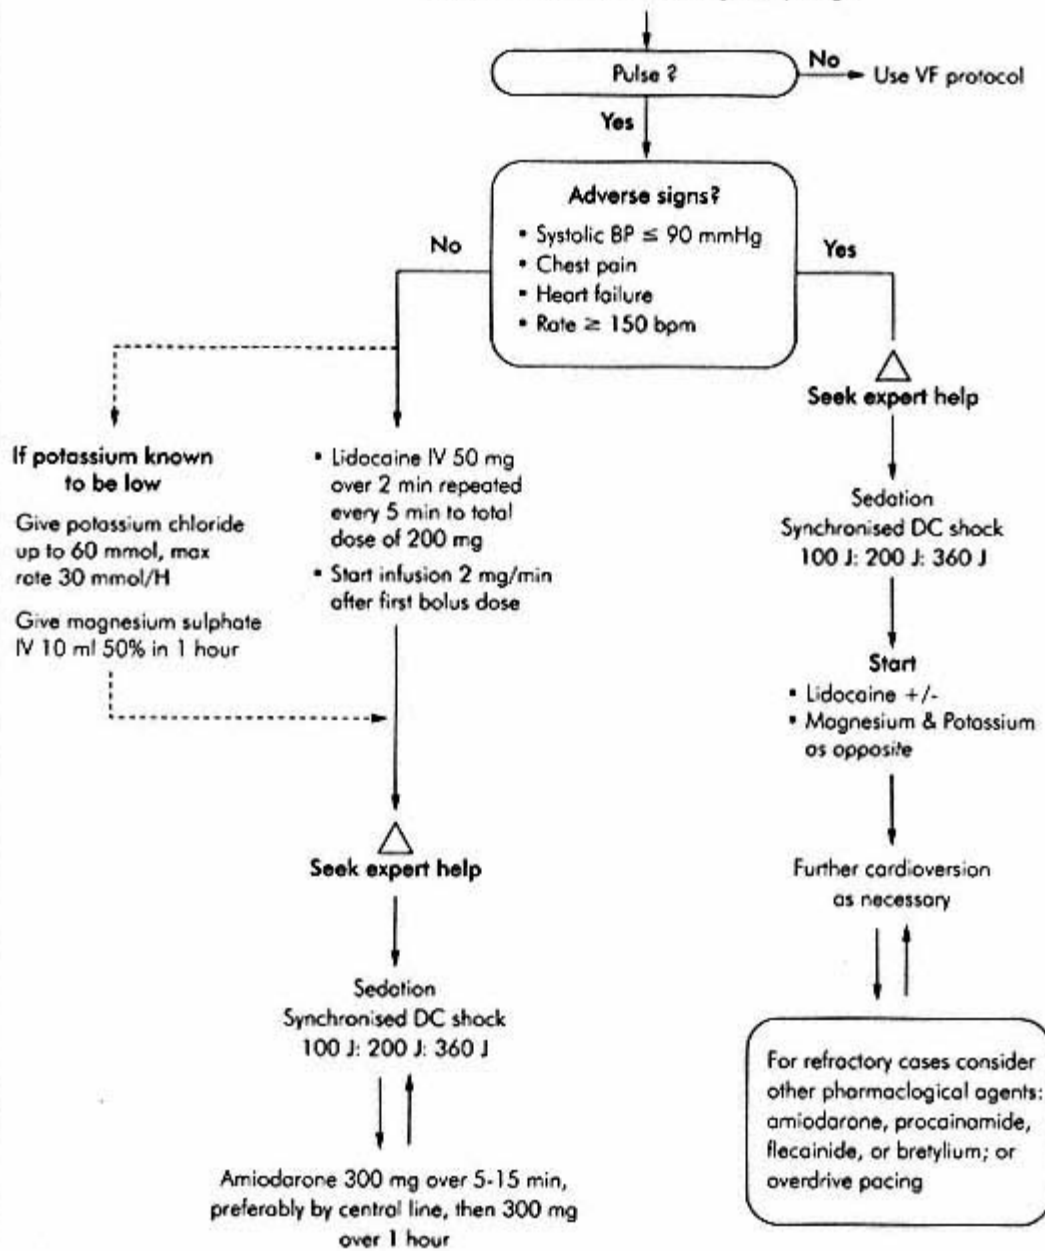 Pulse ?
No
Use VF protocol
Yes
Adverse signs?
• Systolic BP ≤ 90 mmHg
• Chest pain
• Heart failure
• Rate ≥ 150 bpm
No
Yes
Seek expert help
If potassium known
to be low
Give potassium chloride
up to 60 mmol, max
rate 30 mmol/H
Give magnesium sulphate
IV 10 ml 50% in 1 hour
• Lidocaine IV 50 mg
over 2 min repeated
every 5 min to total
dose of 200 mg
• Start infusion 2 mg/min
after first bolus dose
Sedation
Synchronised DC shock
100 J: 200 J: 360 J
Start
• Lidocaine +/-
• Magnesium & Potassium
as opposite
Seek expert help
Further cardioversion
as necessary
Sedation
Synchronised DC shock
100 J: 200 J: 360 J
Amiodarone 300 mg over 5-15 min,
preferably by central line, then 300 mg
over 1 hour
For refractory cases consider
other pharmaclogical agents:
amiodarone, procainamide,
flecainide, or bretylium; or
overdrive pacing